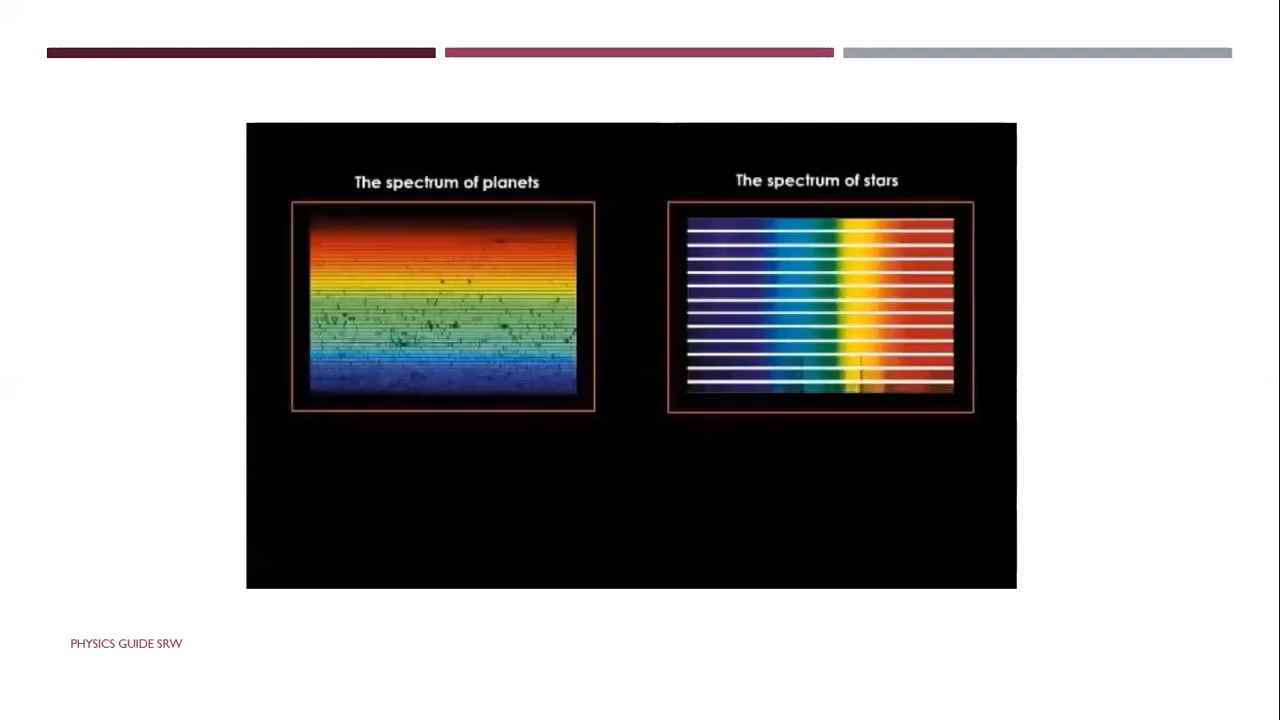 The spectrum of planets
The spectrum of stars
PHYSICS GUIDE SRW